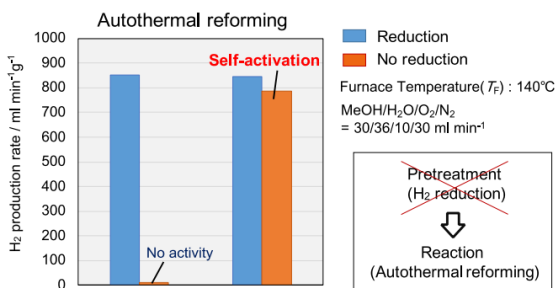 Autothermal reforming
H₂ production rate / ml min⁻¹g⁻¹
1000
900
800
700
600
500
400
300
200
100
0
Self-activation
No activity
Reduction
No reduction
Furnace Temperature(T_F) : 140℃
MeOH/H₂O/O₂/N₂
= 30/36/10/30 ml min⁻¹
Pretreatment
(H₂ reduction)
Reaction
(Autothermal reforming)